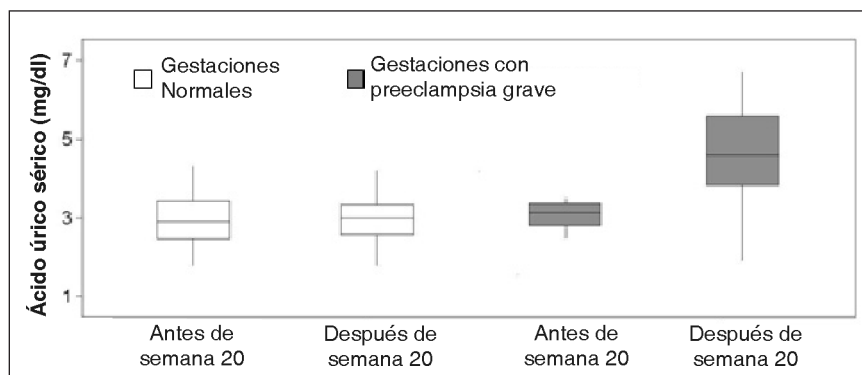 Ácido úrico sérico (mg/dl)
7
5
3
1
Gestaciones
Normales
Gestaciones con
preeclampsia grave
Antes de
semana 20
Después de
semana 20
Antes de
semana 20
Después de
semana 20